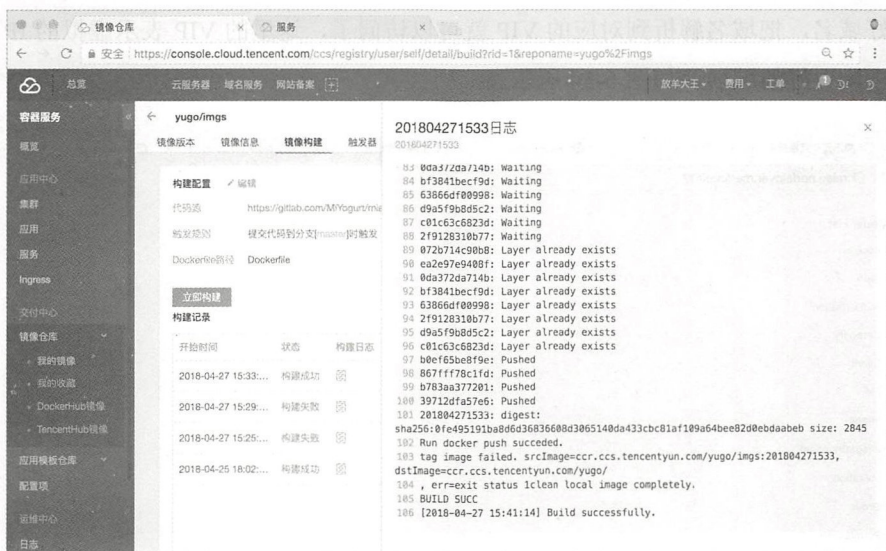 镜像仓库
服务
安全 https://console.cloud.tencent.com/ccs/registry/user/self/detail/build?rid=1&reponame=yugo%2Fimgs
总览 云服务器 域名服务 网站备案 放羊大王 费用 工单
容器服务
概览
应用中心
集群
应用
服务
Ingress
交付中心
镜像仓库
我的镜像
我的收藏
DockerHub镜像
TencentHub镜像
应用模板仓库
配置项
运维中心
日志
yugo/imgs
镜像版本 镜像信息 镜像构建 触发器
构建配置 编辑
代码源 https://gitlab.com/MiYogurt/ma
触发规则 提交代码到分支[master]时触发
Dockerfile路径 Dockerfile
立即构建
构建记录
开始时间 状态 构建日志
2018-04-27 15:33:... 构建成功
2018-04-27 15:29:... 构建失败
2018-04-27 15:25:... 构建失败
2018-04-25 18:02:... 构建成功
201804271533日志
201804271533
83 0da372da714b: Waiting
84 bf3841becf9d: Waiting
85 63866df00998: Waiting
86 d9a5f9b8d5c2: Waiting
87 c01c63c6823d: Waiting
88 2f9128310b77: Waiting
89 072b714c90b8: Layer already exists
90 ea2e97e9408f: Layer already exists
91 0da372da714b: Layer already exists
92 bf3841becf9d: Layer already exists
93 63866df00998: Layer already exists
94 2f9128310b77: Layer already exists
95 d9a5f9b8d5c2: Layer already exists
96 c01c63c6823d: Layer already exists
97 b0ef65be8f9e: Pushed
98 867fff78c1fd: Pushed
99 b783aa377201: Pushed
100 39712dfa57e6: Pushed
101 201804271533: digest:
sha256:0fe495191ba8d6d36836608d3065140da433cbc81af109a64bee82d0ebdaabeb size: 2845
102 Run docker push succeded.
103 tag image failed. srcImage=ccr.ccs.tencentyun.com/yugo/imgs:201804271533,
dstImage=ccr.ccs.tencentyun.com/yugo/
104 , err=exit status 1clean local image completely.
105 BUILD SUCC
106 [2018-04-27 15:41:14] Build successfully.